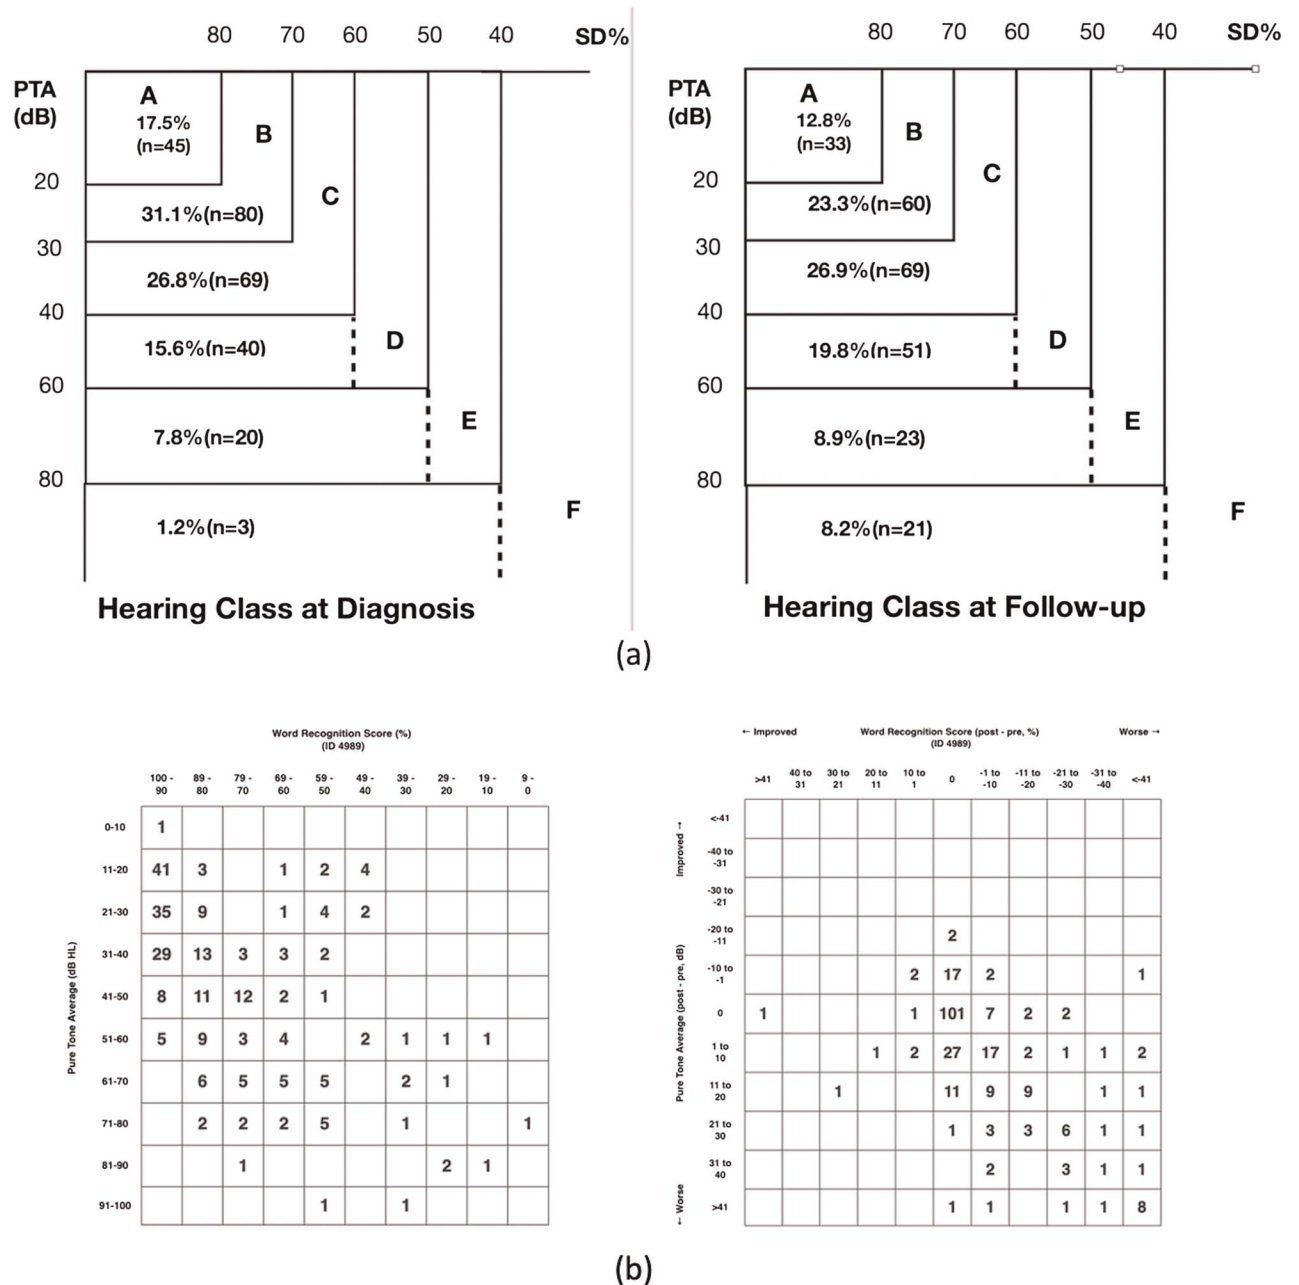 80 70 60 50 40 SD%
PTA
(dB)
A
17.5%
(n=45)
B
C
20
31.1%(n=80)
30
26.8%(n=69)
40
15.6%(n=40)
D
60
7.8%(n=20)
E
80
1.2%(n=3)
F
Hearing Class at Diagnosis
80 70 60 50 40 SD%
PTA
(dB)
A
12.8%
(n=33)
B
C
20
23.3%(n=60)
30
26.9%(n=69)
40
19.8%(n=51)
D
60
8.9%(n=23)
E
80
8.2%(n=21)
F
Hearing Class at Follow-up
(a)
Word Recognition Score (%)
(ID 4989)
100 - 89 - 79 - 69 - 59 - 49 - 39 - 29 - 19 - 9 -
90 80 70 60 50 40 30 20 10 0
Pure Tone Average (dB HL)
0-10 1
11-20 41 3 1 2 4
21-30 35 9 1 4 2
31-40 29 13 3 3 2
41-50 8 11 12 2 1
51-60 5 9 3 4 2 1 1 1
61-70 6 5 5 5 2 1
71-80 2 2 2 5 1 1
81-90 1 2 1
91-100 1 1
← Improved Word Recognition Score (post - pre, %) Worse →
(ID 4989)
>41 40 to 30 to 20 to 10 to 0 -1 to -11 to -21 to -31 to <-41
31 21 11 1 -10 -20 -30 -40
Improved →
Pure Tone Average (post - pre, dB)
← Worse
<-41
-40 to
-31
-30 to
-21
-20 to
-11
2
-10 to
-1
2 17 2 1
0 1 1 101 7 2 2
1 to
10
1 2 27 17 2 1 1 2
11 to
20
1 11 9 9 1 1
21 to
30
1 3 3 6 1 1
31 to
40
2 3 1 1
>41 1 1 1 1 8
(b)